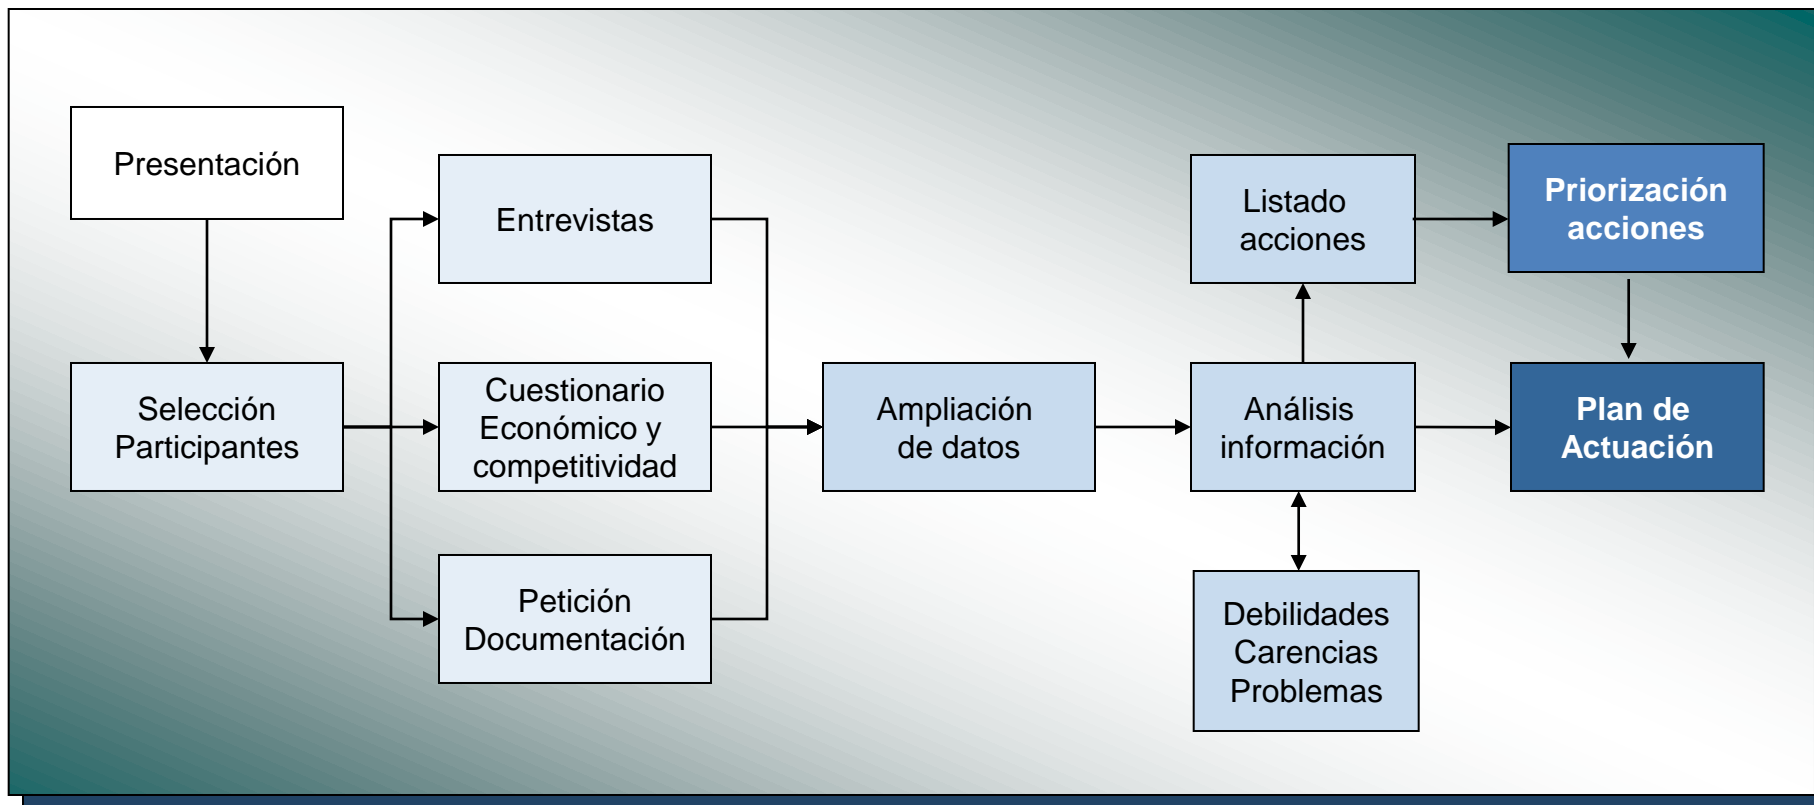 Presentación
Selección
Participantes
Entrevistas
Cuestionario
Económico y
competitividad
Petición
Documentación
Ampliación
de datos
Listado
acciones
Análisis
información
Debilidades
Carencias
Problemas
Priorización
acciones
Plan de
Actuación